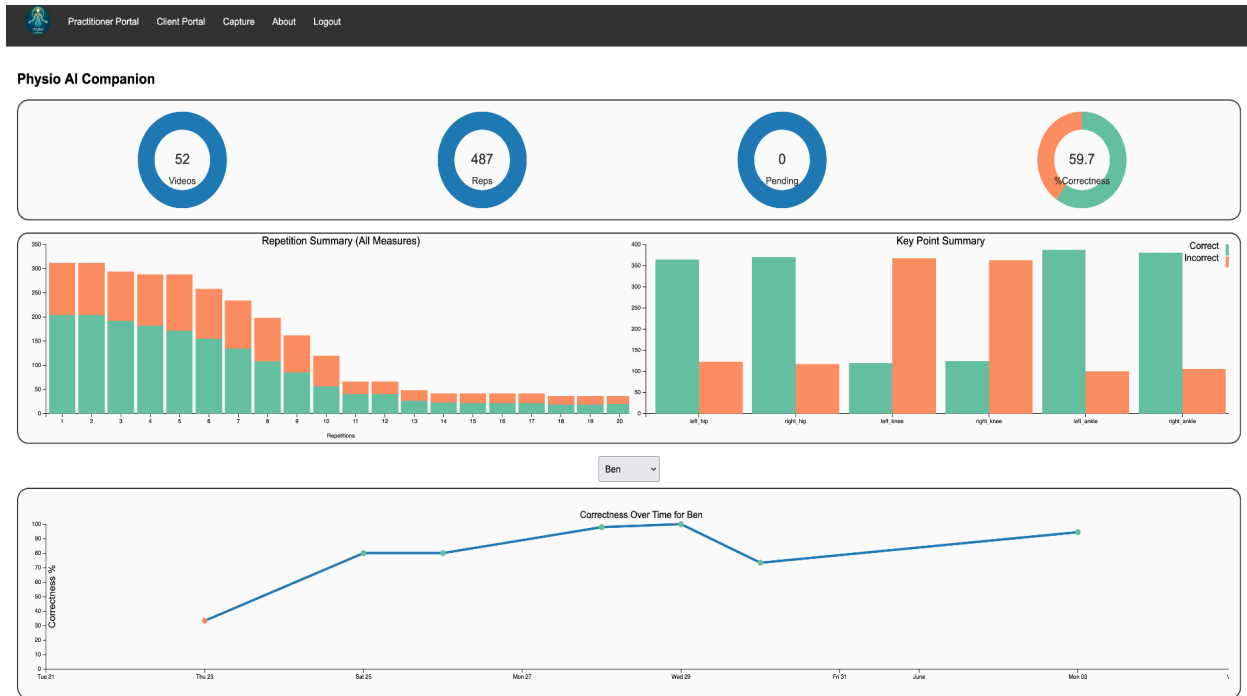 Practitioner Portal Client Portal Capture About Logout
Physio AI Companion
52
Videos
487
Reps
0
Pending
59.7
%Correctness
Repetition Summary (All Measures)
350
300
250
200
150
100
50
0
1 2 3 4 5 6 7 8 9 10 11 12 13 14 15 16 17 18 19 20
Repetitions
Key Point Summary
Correct
Incorrect
400
350
300
250
200
150
100
50
0
left_hip right_hip left_knee right_knee left_ankle right_ankle
Ben
Correctness Over Time for Ben
Correctness %
100
90
80
70
60
50
40
30
20
10
0
Tue 21 Thu 23 Sat 25 Mon 27 Wed 29 Fri 31 June Mon 03